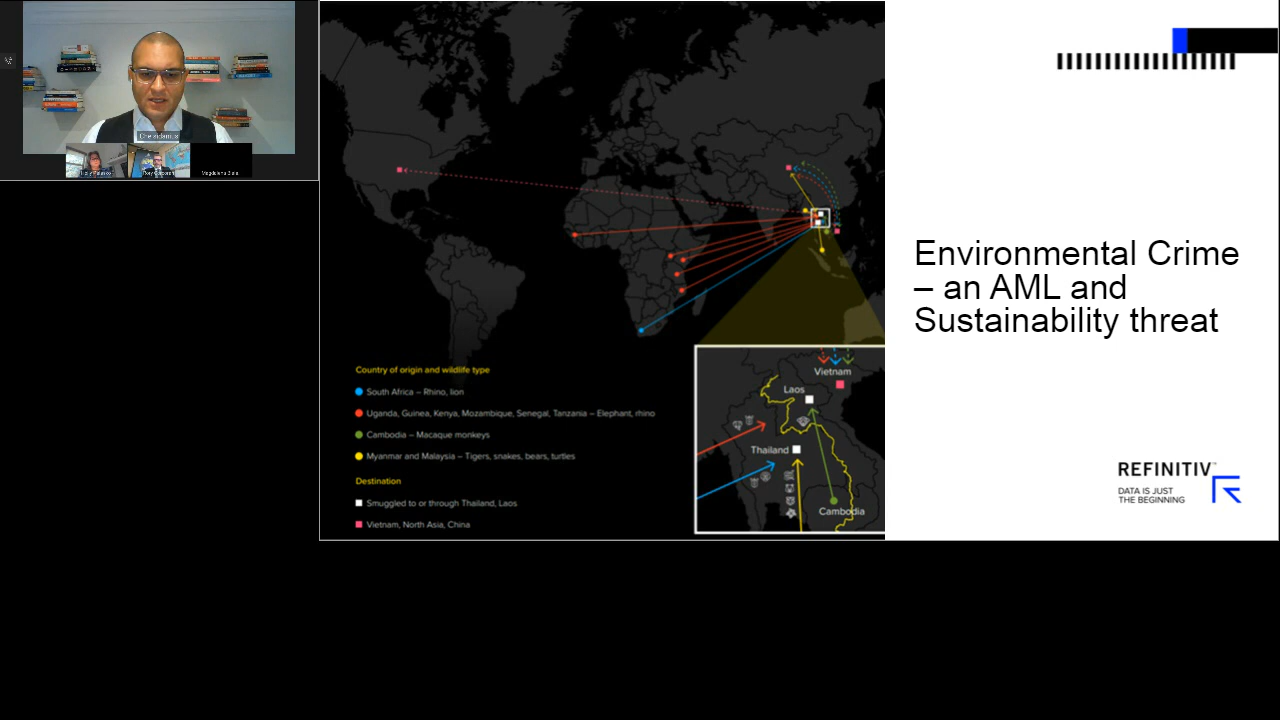 Che Sidanius
Environmental Crime
– an AML and
Sustainability threat
Country of origin and wildlife type
South Africa – Rhino, lion
Uganda, Guinea, Kenya, Mozambique, Senegal, Tanzania – Elephant, rhino
Cambodia – Macaque monkeys
Myanmar and Malaysia – Tigers, snakes, bears, turtles
Destination
Smuggled to or through Thailand, Laos
Vietnam, North Asia, China
Vietnam
Laos
Thailand
Cambodia
REFINITIV
DATA IS JUST
THE BEGINNING